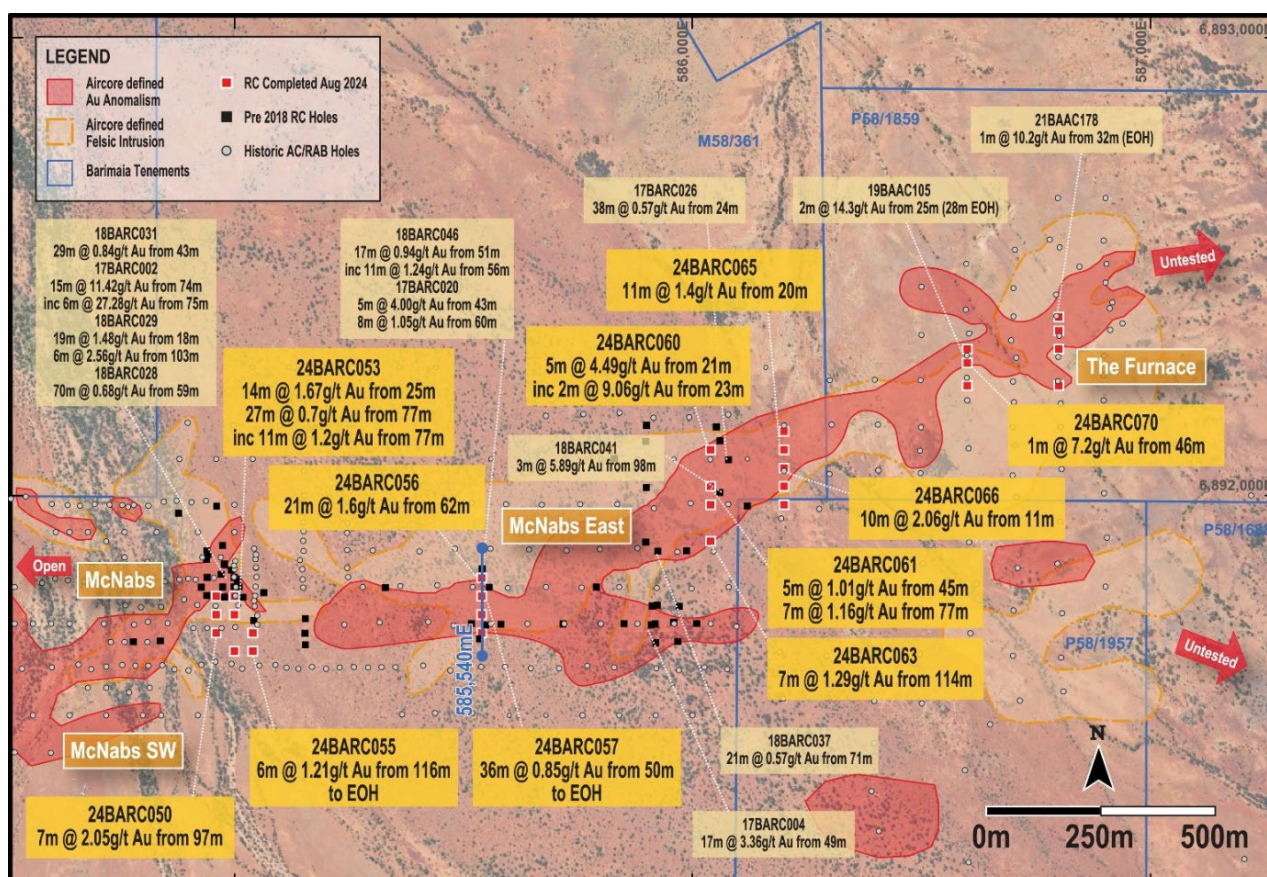 LEGEND
Aircore defined
Au Anomalism
Aircore defined
Felsic Intrusion
Barimaia Tenements
RC Completed Aug 2024
Pre 2018 RC Holes
Historic AC/RAB Holes
586,000E
587,000E
6,893,000N
M58/361
P58/1859
21BAAC178
1m @ 10.2g/t Au from 32m (EOH)
17BARC026
38m @ 0.57g/t Au from 24m
19BAAC105
2m @ 14.3g/t Au from 25m (28m EOH)
18BARC031
29m @ 0.84g/t Au from 43m
17BARC002
15m @ 11.42g/t Au from 74m
inc 6m @ 27.28g/t Au from 75m
18BARC029
19m @ 1.48g/t Au from 18m
6m @ 2.56g/t Au from 103m
18BARC028
70m @ 0.68g/t Au from 59m
18BARC046
17m @ 0.94g/t Au from 51m
inc 11m @ 1.24g/t Au from 56m
17BARC020
5m @ 4.00g/t Au from 43m
8m @ 1.05g/t Au from 60m
24BARC065
11m @ 1.4g/t Au from 20m
Untested
24BARC060
5m @ 4.49g/t Au from 21m
inc 2m @ 9.06g/t Au from 23m
24BARC053
14m @ 1.67g/t Au from 25m
27m @ 0.7g/t Au from 77m
inc 11m @ 1.2g/t Au from 77m
The Furnace
24BARC070
1m @ 7.2g/t Au from 46m
18BARC041
3m @ 5.89g/t Au from 98m
24BARC056
21m @ 1.6g/t Au from 62m
6,892,000N
24BARC066
10m @ 2.06g/t Au from 11m
McNabs East
P58/1688
Open
McNabs
24BARC061
5m @ 1.01g/t Au from 45m
7m @ 1.16g/t Au from 77m
P58/1957
Untested
24BARC063
7m @ 1.29g/t Au from 114m
585,540mE
McNabs SW
24BARC055
6m @ 1.21g/t Au from 116m
to EOH
24BARC057
36m @ 0.85g/t Au from 50m
to EOH
18BARC037
21m @ 0.57g/t Au from 71m
N
24BARC050
7m @ 2.05g/t Au from 97m
17BARC004
17m @ 3.36g/t Au from 49m
0m 250m 500m